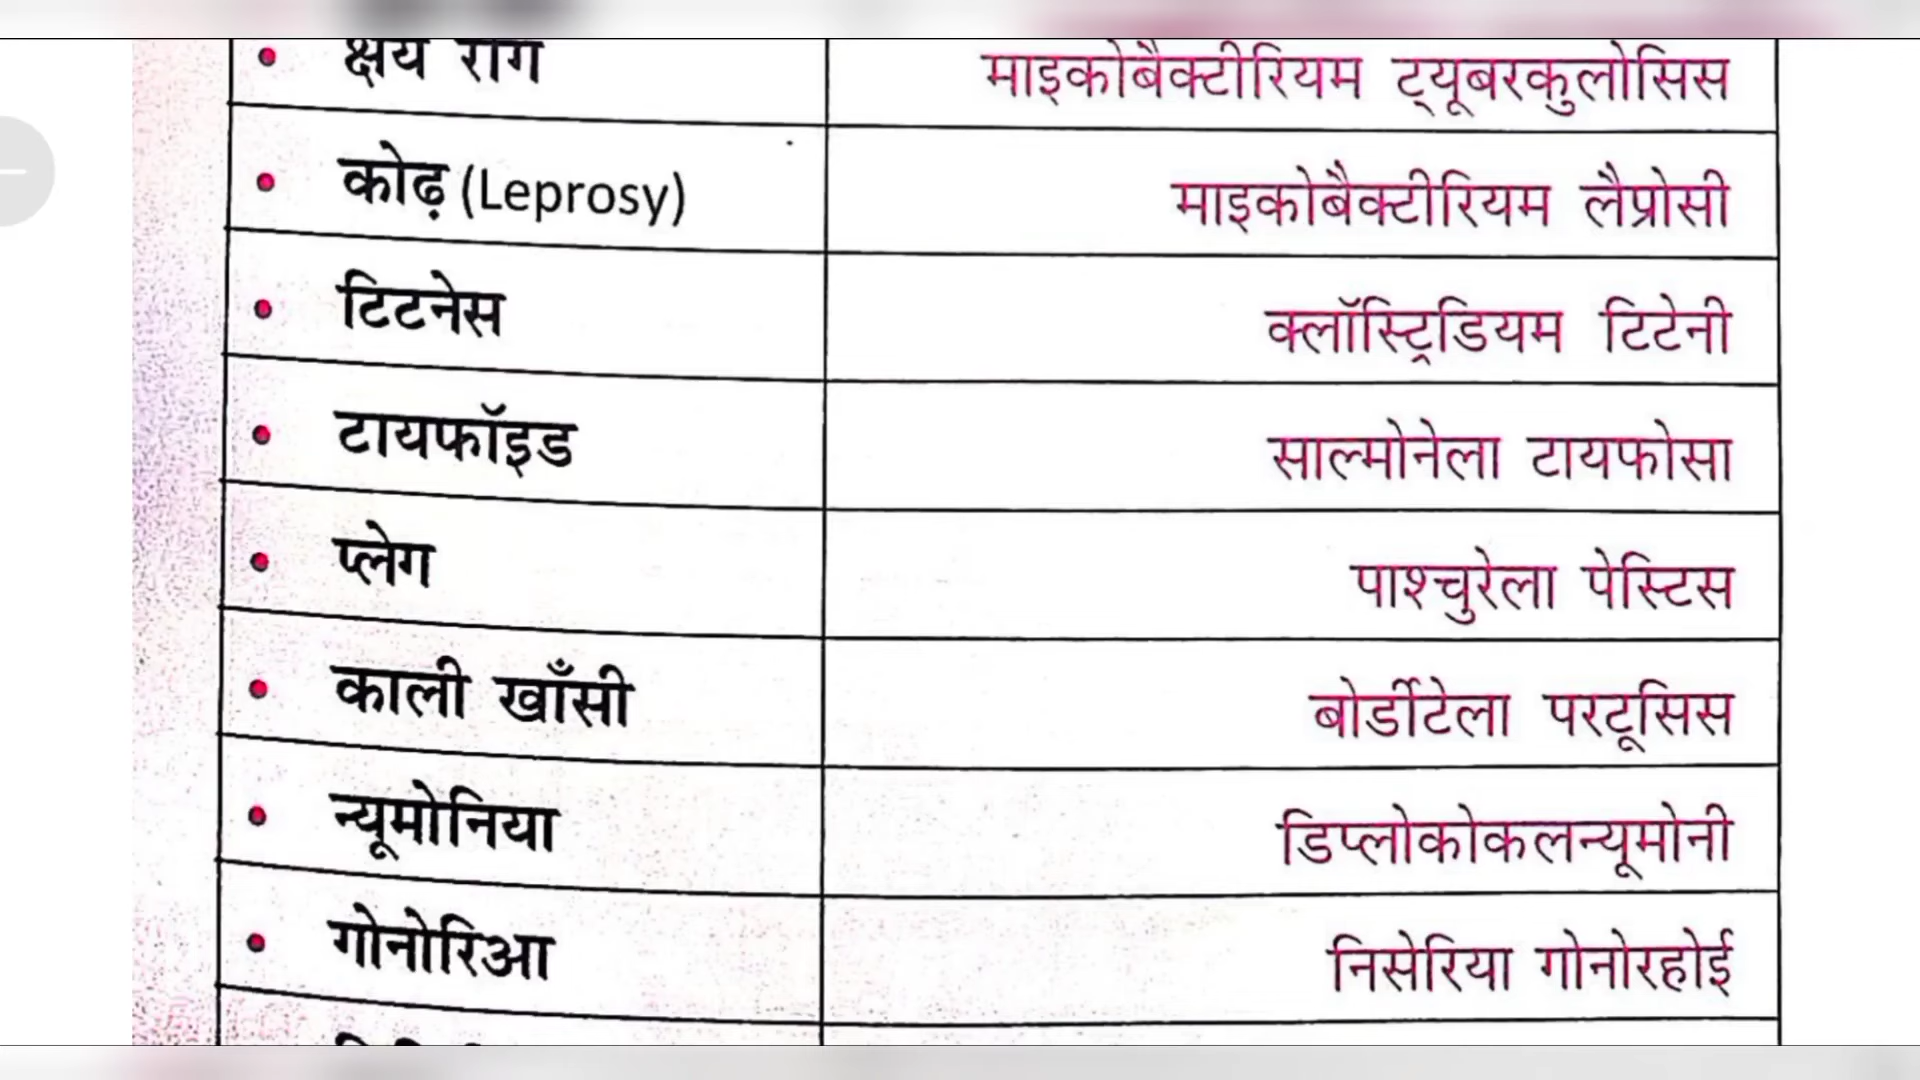 • क्षय रोग माइकोबैक्टीरियम ट्यूबरकुलोसिस
• कोढ़ (Leprosy) माइकोबैक्टीरियम लैप्रोसी
• टिटनेस क्लॉस्ट्रिडियम टिटेनी
• टायफॉइड साल्मोनेला टायफोसा
• प्लेग पाश्चुरेला पेस्टिस
• काली खाँसी बोर्डीटेला परटूसिस
• न्यूमोनिया डिप्लोकोकलन्यूमोनी
• गोनोरिआ निसेरिया गोनोरहोई